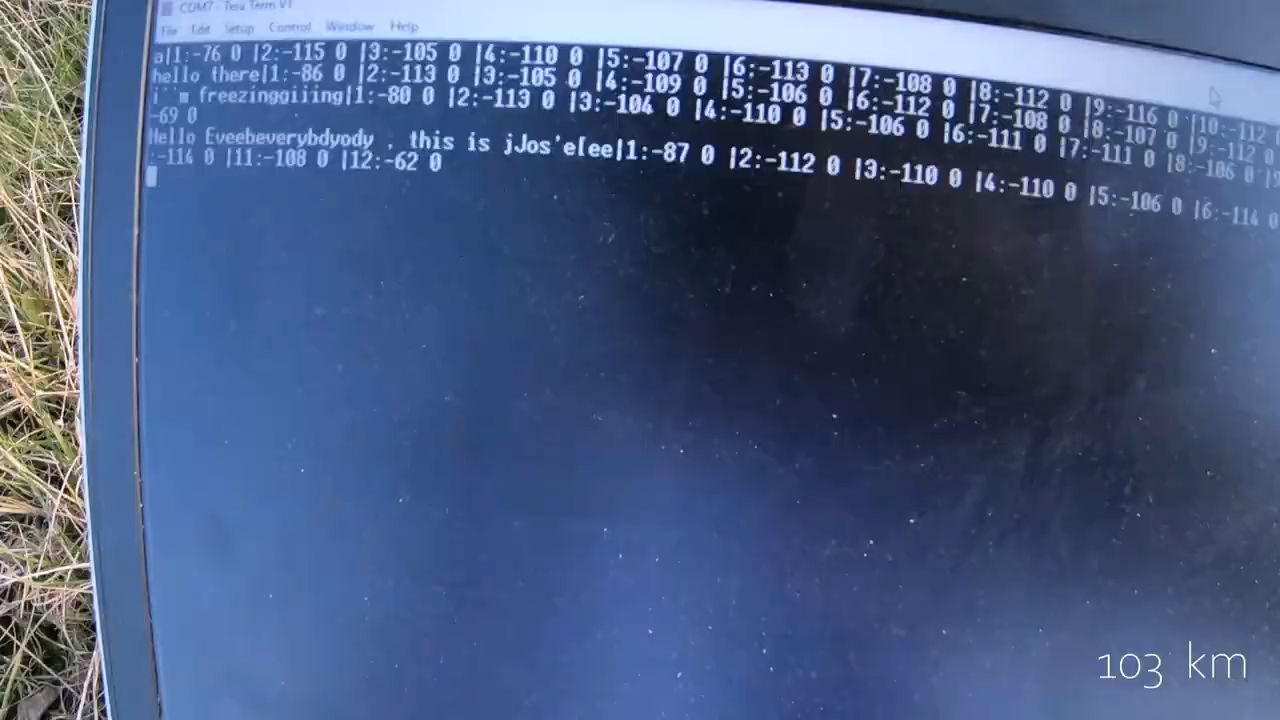 COM7 - Tera Term VT
File Edit Setup Control Window Help
a|1:-76 0 |2:-115 0 |3:-105 0 |4:-110 0 |5:-107 0 |6:-113 0 |7:-108 0 |8:-112 0 |9:-116 0 |10:-112
hello there|1:-86 0 |2:-113 0 |3:-105 0 |4:-109 0 |5:-106 0 |6:-112 0 |7:-108 0 |8:-107 0 |9:-112 0
i''m freezinggiiing|1:-80 0 |2:-113 0 |3:-104 0 |4:-110 0 |5:-106 0 |6:-111 0 |7:-111 0 |8:-106 0 |9
-69 0
Hello Eveebeverybdyody , this is jJos'e[ee|1:-87 0 |2:-112 0 |3:-110 0 |4:-110 0 |5:-106 0 |6:-114 0
:-114 0 |11:-108 0 |12:-62 0
103 km